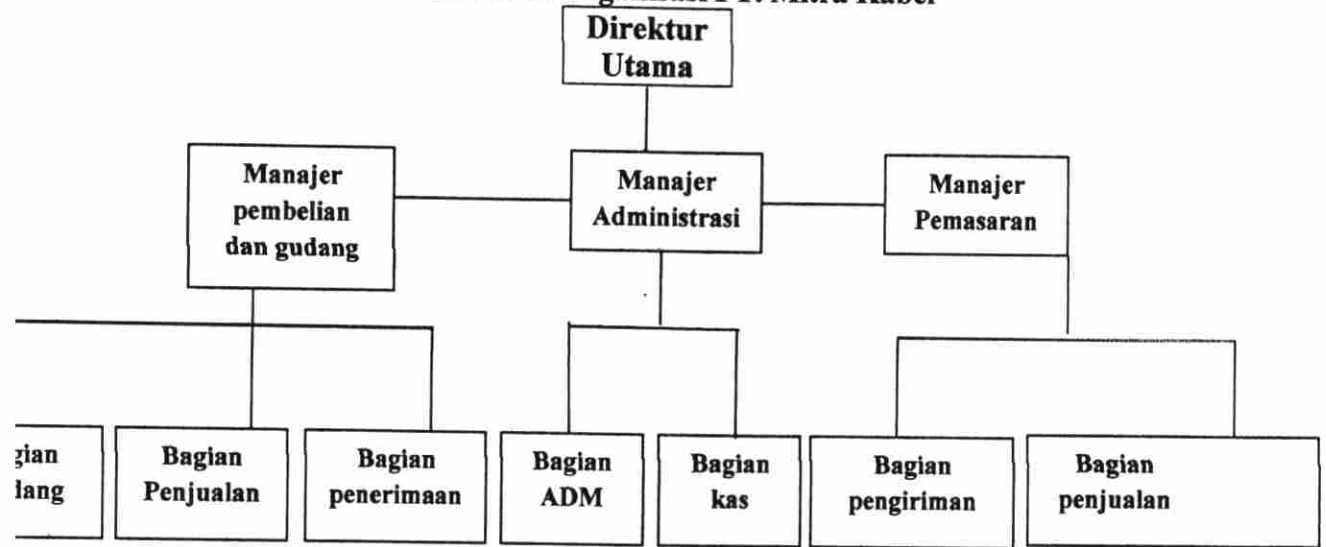 Direktur
Utama
Manajer
pembelian
dan gudang
Manajer
Administrasi
Manajer
Pemasaran
Bagian
Penjualan
Bagian
penerimaan
Bagian
ADM
Bagian
kas
Bagian
pengiriman
Bagian
penjualan